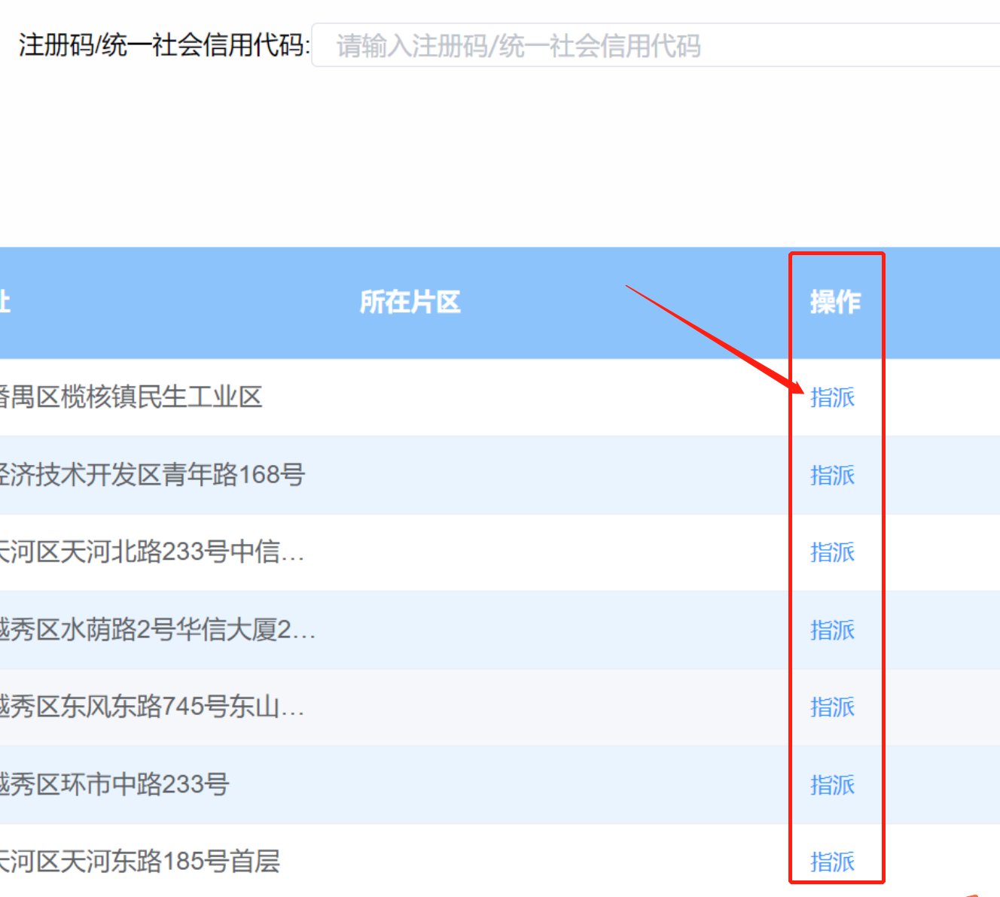 注册码/统一社会信用代码: 请输入注册码/统一社会信用代码
址 所在片区 操作
番禺区榄核镇民生工业区 指派
经济技术开发区青年路168号 指派
天河区天河北路233号中信... 指派
越秀区水荫路2号华信大厦2... 指派
越秀区东风东路745号东山... 指派
越秀区环市中路233号 指派
天河区天河东路185号首层 指派